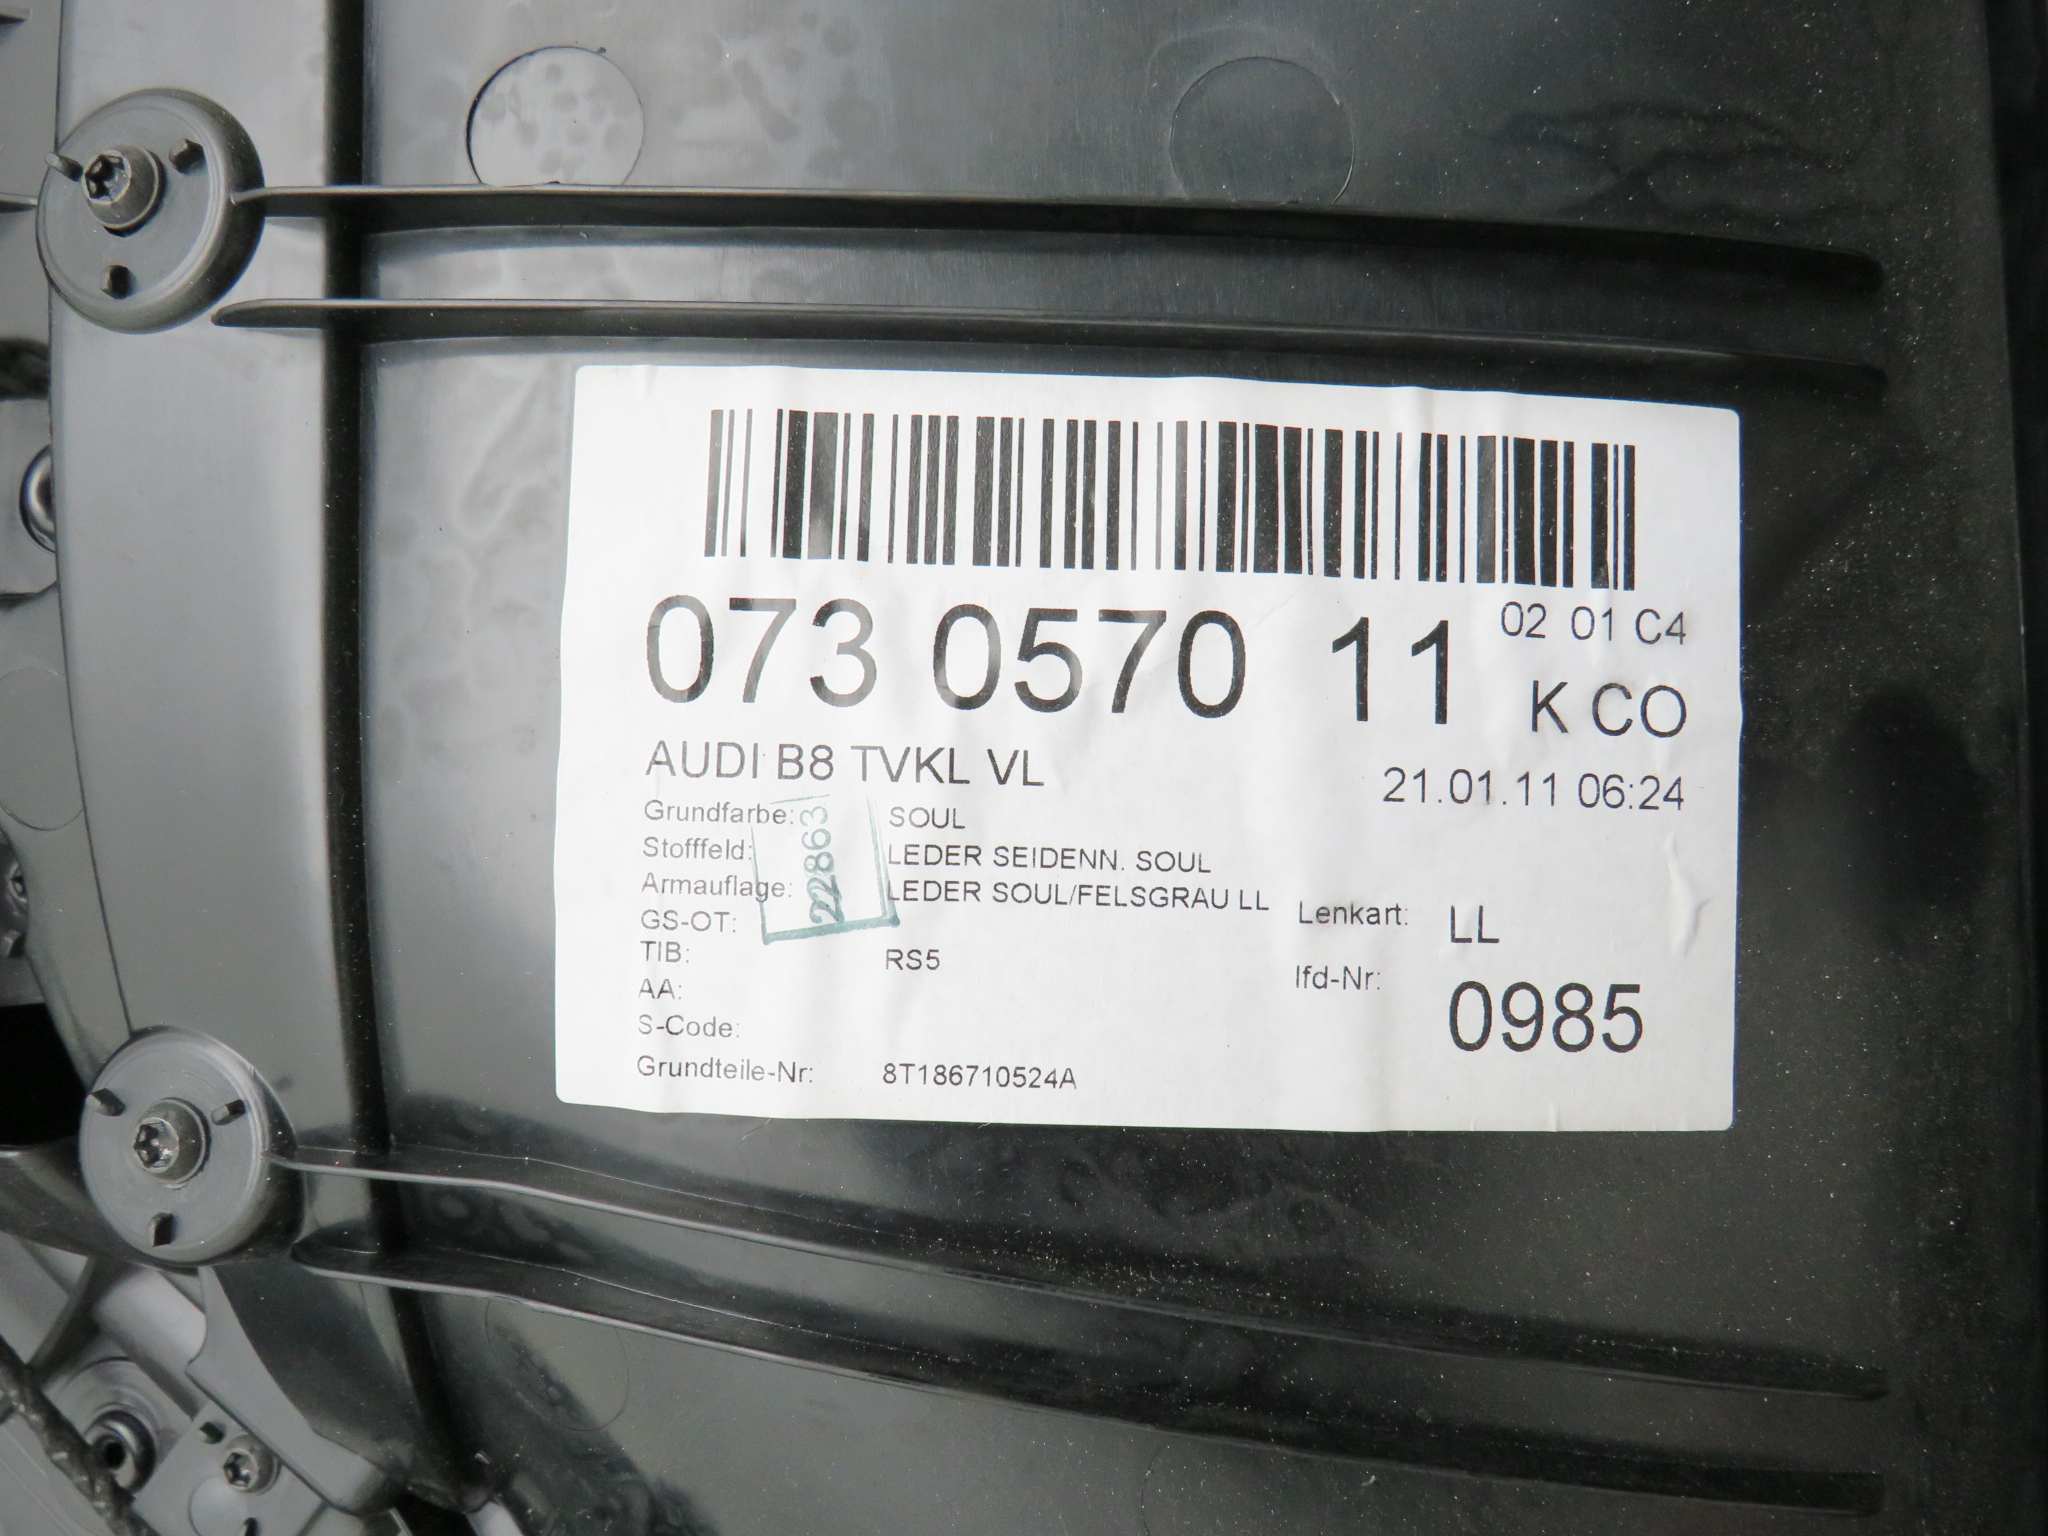 073 0570 11 02 01 C4
K CO
AUDI B8 TVKL VL
21.01.11 06:24
Grundfarbe: SOUL
Stofffeld: LEDER SEIDENN. SOUL
Armauflage: LEDER SOUL/FELSGRAU LL
GS-OT:
Lenkart: LL
TIB: RS5
lfd-Nr: 0985
AA:
S-Code:
Grundteile-Nr: 8T186710524A
22863